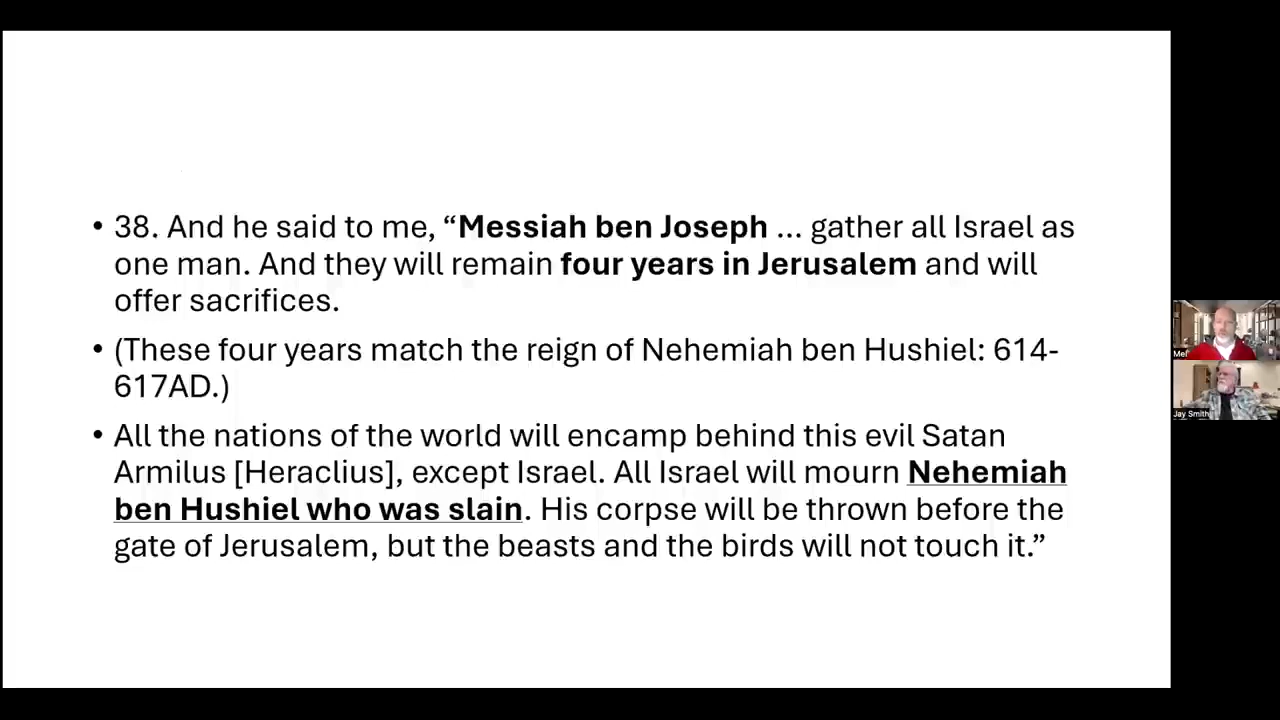 • 38. And he said to me, “Messiah ben Joseph ... gather all Israel as
one man. And they will remain four years in Jerusalem and will
offer sacrifices.
• (These four years match the reign of Nehemiah ben Hushiel: 614-
617AD.)
• All the nations of the world will encamp behind this evil Satan
Armilus [Heraclius], except Israel. All Israel will mourn Nehemiah
ben Hushiel who was slain. His corpse will be thrown before the
gate of Jerusalem, but the beasts and the birds will not touch it.”
Mel
Jay Smith